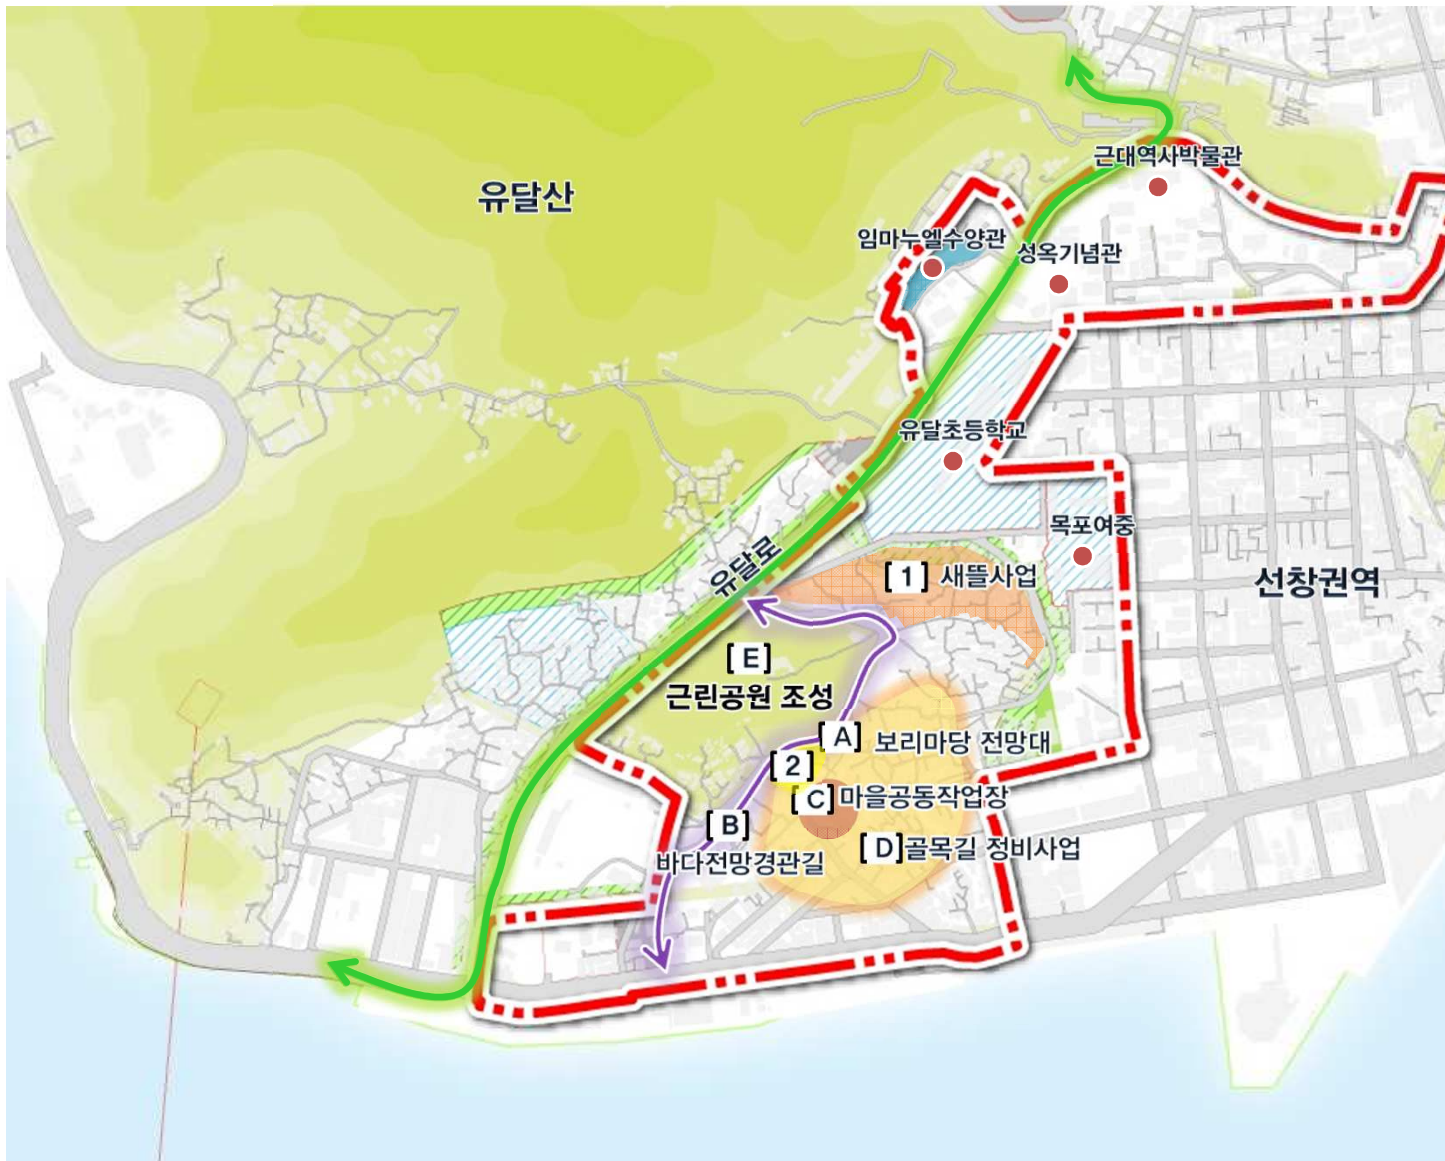 근대역사박물관
유달산
임마누엘수양관
성옥기념관
유달초등학교
목포여중
유달로
[1] 새뜰사업
선창권역
[E]
근린공원 조성
[A] 보리마당 전망대
[2]
[C] 마을공동작업장
[B]
[D] 골목길 정비사업
바다전망경관길